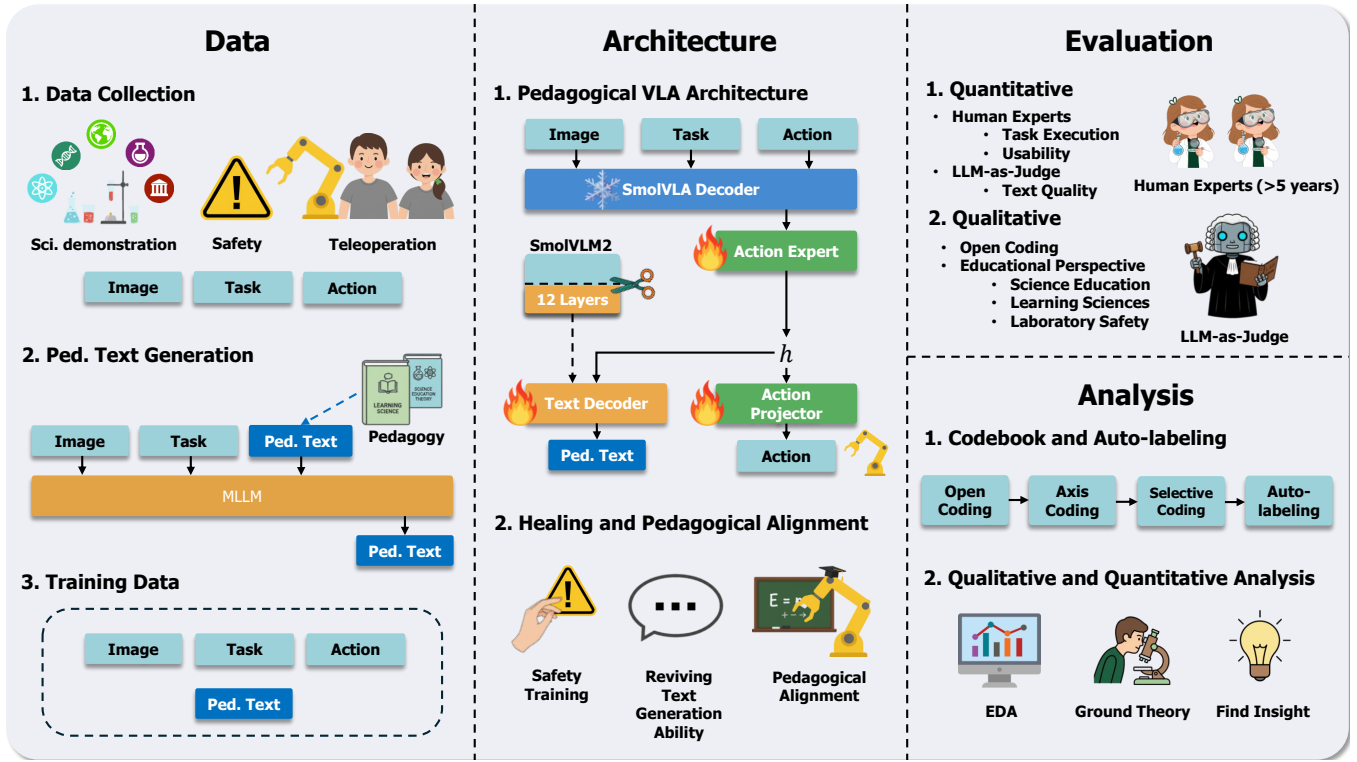 Data
1. Data Collection
Sci. demonstration
Safety
Teleoperation
Image
Task
Action
2. Ped. Text Generation
LEARNING
SCIENCE
SCIENCE
EDUCATION
THEORY
Pedagogy
Image
Task
Ped. Text
MLLM
Ped. Text
3. Training Data
Image
Task
Action
Ped. Text
Architecture
1. Pedagogical VLA Architecture
Image
Task
Action
SmolVLA Decoder
SmolVLM2
12 Layers
Action Expert
h
Text Decoder
Action
Projector
Ped. Text
Action
2. Healing and Pedagogical Alignment
Safety
Training
Reviving
Text
Generation
Ability
E =
Pedagogical
Alignment
Evaluation
1. Quantitative
• Human Experts
• Task Execution
• Usability
• LLM-as-Judge
• Text Quality
Human Experts (>5 years)
2. Qualitative
• Open Coding
• Educational Perspective
• Science Education
• Learning Sciences
• Laboratory Safety
LLM-as-Judge
Analysis
1. Codebook and Auto-labeling
Open
Coding
Axis
Coding
Selective
Coding
Auto-
labeling
2. Qualitative and Quantitative Analysis
EDA
Ground Theory
Find Insight